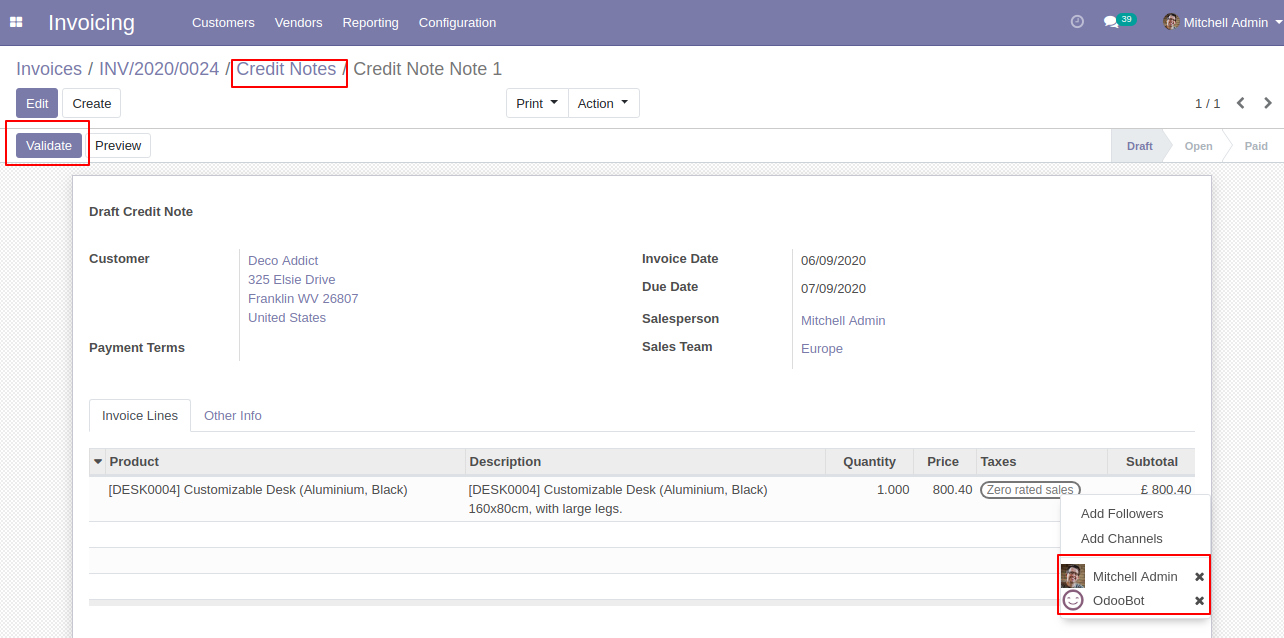 Invoicing Customers Vendors Reporting Configuration 39 Mitchell Admin
Invoices / INV/2020/0024 / Credit Notes / Credit Note Note 1
Edit Create Print Action 1 / 1
Validate Preview Draft Open Paid
Draft Credit Note
Customer Deco Addict Invoice Date 06/09/2020
325 Elsie Drive Due Date 07/09/2020
Franklin WV 26807
United States Salesperson Mitchell Admin
Payment Terms Sales Team Europe
Invoice Lines Other Info
Product Description Quantity Price Taxes Subtotal
[DESK0004] Customizable Desk (Aluminium, Black) [DESK0004] Customizable Desk (Aluminium, Black) 1.000 800.40 Zero rated sales £ 800.40
160x80cm, with large legs.
Add Followers
Add Channels
Mitchell Admin
OdooBot